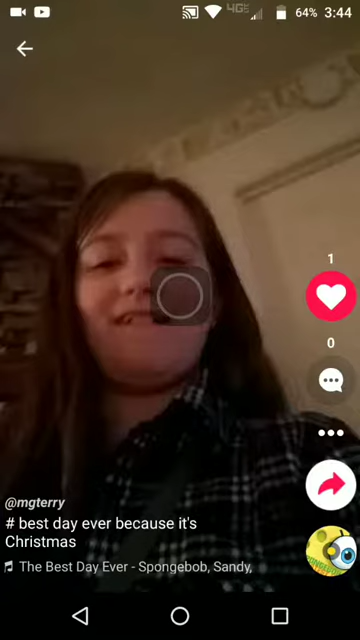 4G
64% 3:44
1
0
@mgterry
# best day ever because it's
Christmas
The Best Day Ever - Spongebob, Sandy,
SPONGEBOB